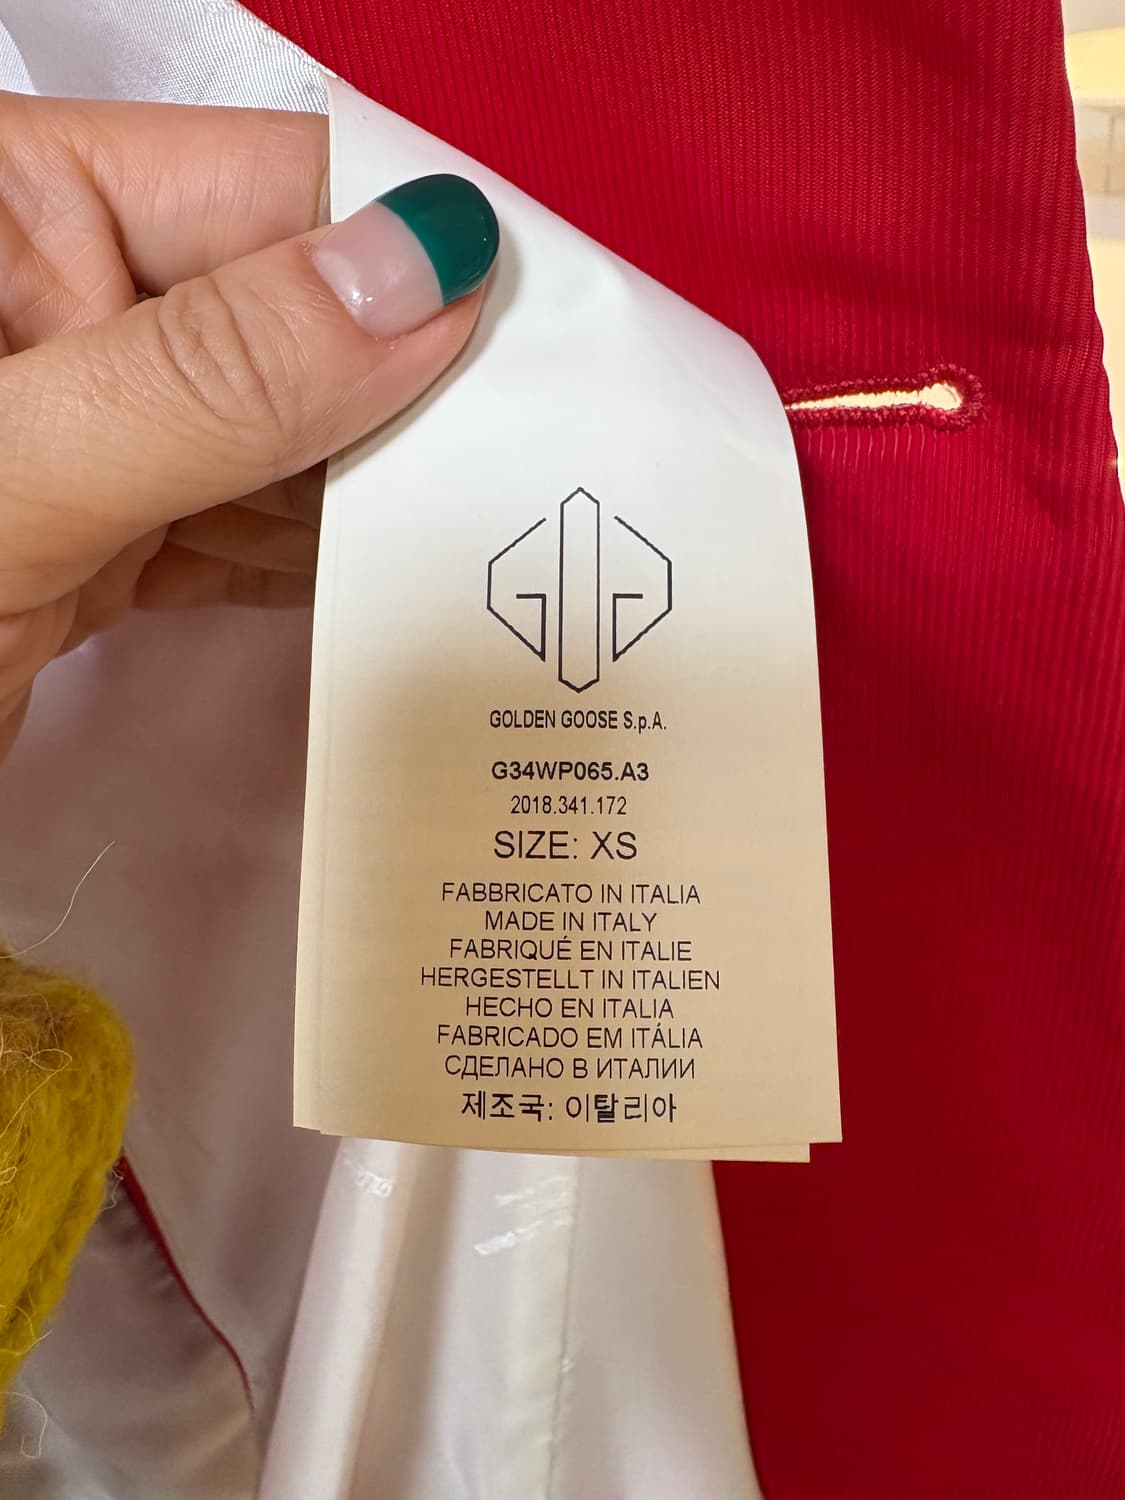 GOLDEN GOOSE S.p.A.
G34WP065.A3
2018.341.172
SIZE: XS
FABBRICATO IN ITALIA
MADE IN ITALY
FABRIQUÉ EN ITALIE
HERGESTELLT IN ITALIEN
HECHO EN ITALIA
FABRICADO EM ITÁLIA
СДЕЛАНО В ИТАЛИИ
제조국: 이탈리아